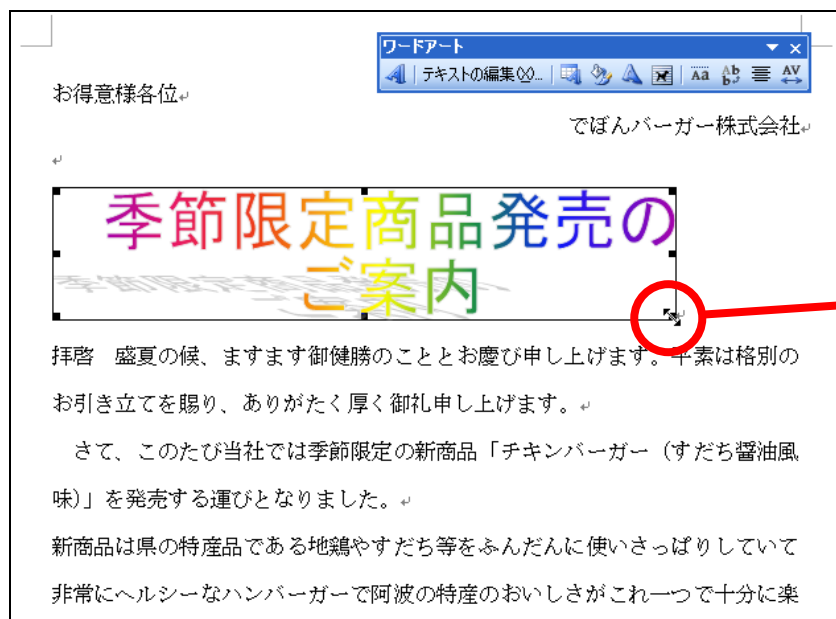 ワードアート
テキストの編集(X)...
お得意様各位
でぼんバーガー株式会社
季節限定商品発売の
ご案内
拝啓　盛夏の候、ますます御健勝のこととお慶び申し上げます。平素は格別の
お引き立てを賜り、ありがたく厚く御礼申し上げます。
　さて、このたび当社では季節限定の新商品「チキンバーガー（すだち醤油風
味）」を発売する運びとなりました。
新商品は県の特産品である地鶏やすだち等をふんだんに使いさっぱりしていて
非常にヘルシーなハンバーガーで阿波の特産のおいしさがこれ一つで十分に楽